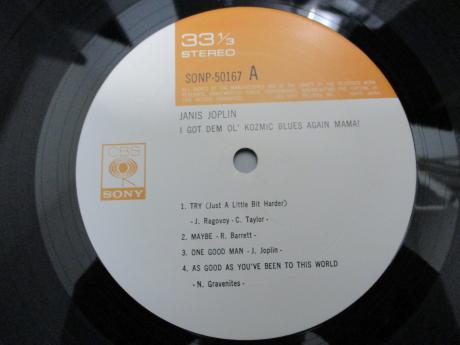 33 1/3
STEREO
SONP-50167 A
JANIS JOPLIN
I GOT DEM OL' KOZMIC BLUES AGAIN MAMA!
CBS
SONY
1. TRY (Just A Little Bit Harder)
- J. Ragovoy - C. Taylor -
2. MAYBE - R. Barrett -
3. ONE GOOD MAN - J. Joplin -
4. AS GOOD AS YOU'VE BEEN TO THIS WORLD
- N. Gravenites -